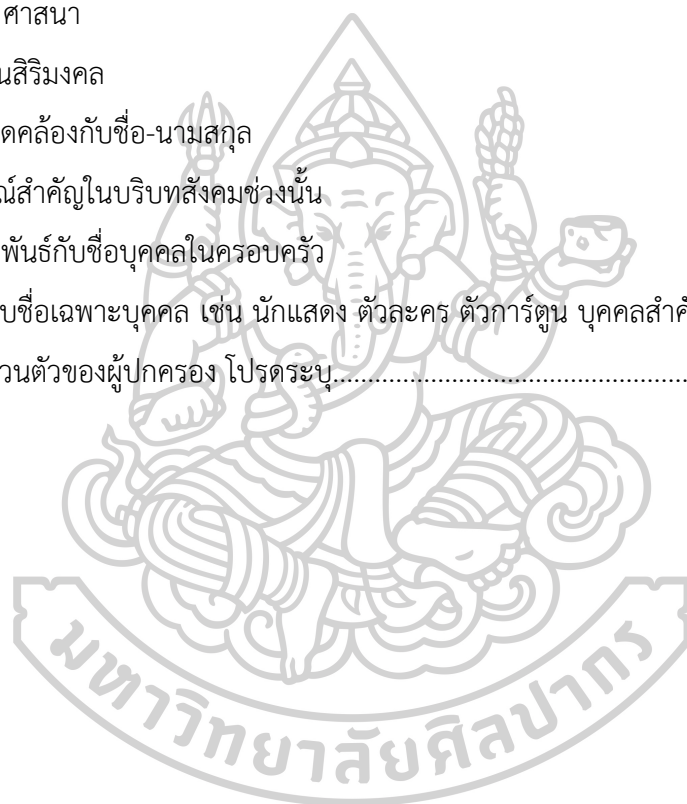 ศาสนา
นสิริมงคล
ดคล้องกับชื่อ-นามสกุล
ณ์สำคัญในบริบทสังคมช่วงนั้น
พันธ์กับชื่อบุคคลในครอบครัว
บชื่อเฉพาะบุคคล เช่น นักแสดง ตัวละคร ตัวการ์ตูน บุคคลสำคั
วนตัวของผู้ปกครอง โปรดระบุ..........................................................
มหาวิทยาลัยศิลปากร